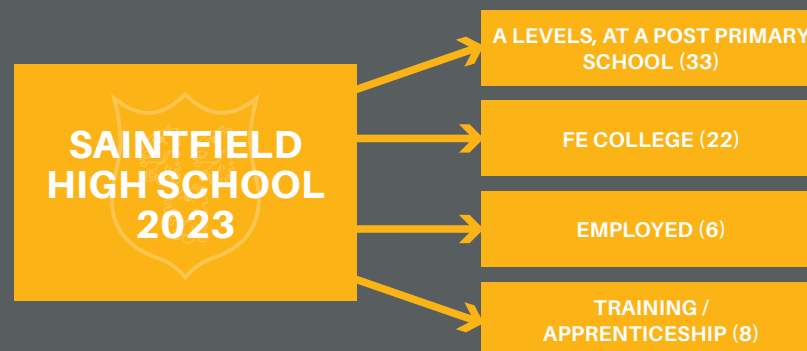 SAINTFIELD
HIGH SCHOOL
2023
A LEVELS, AT A POST PRIMARY
SCHOOL (33)
FE COLLEGE (22)
EMPLOYED (6)
TRAINING /
APPRENTICESHIP (8)